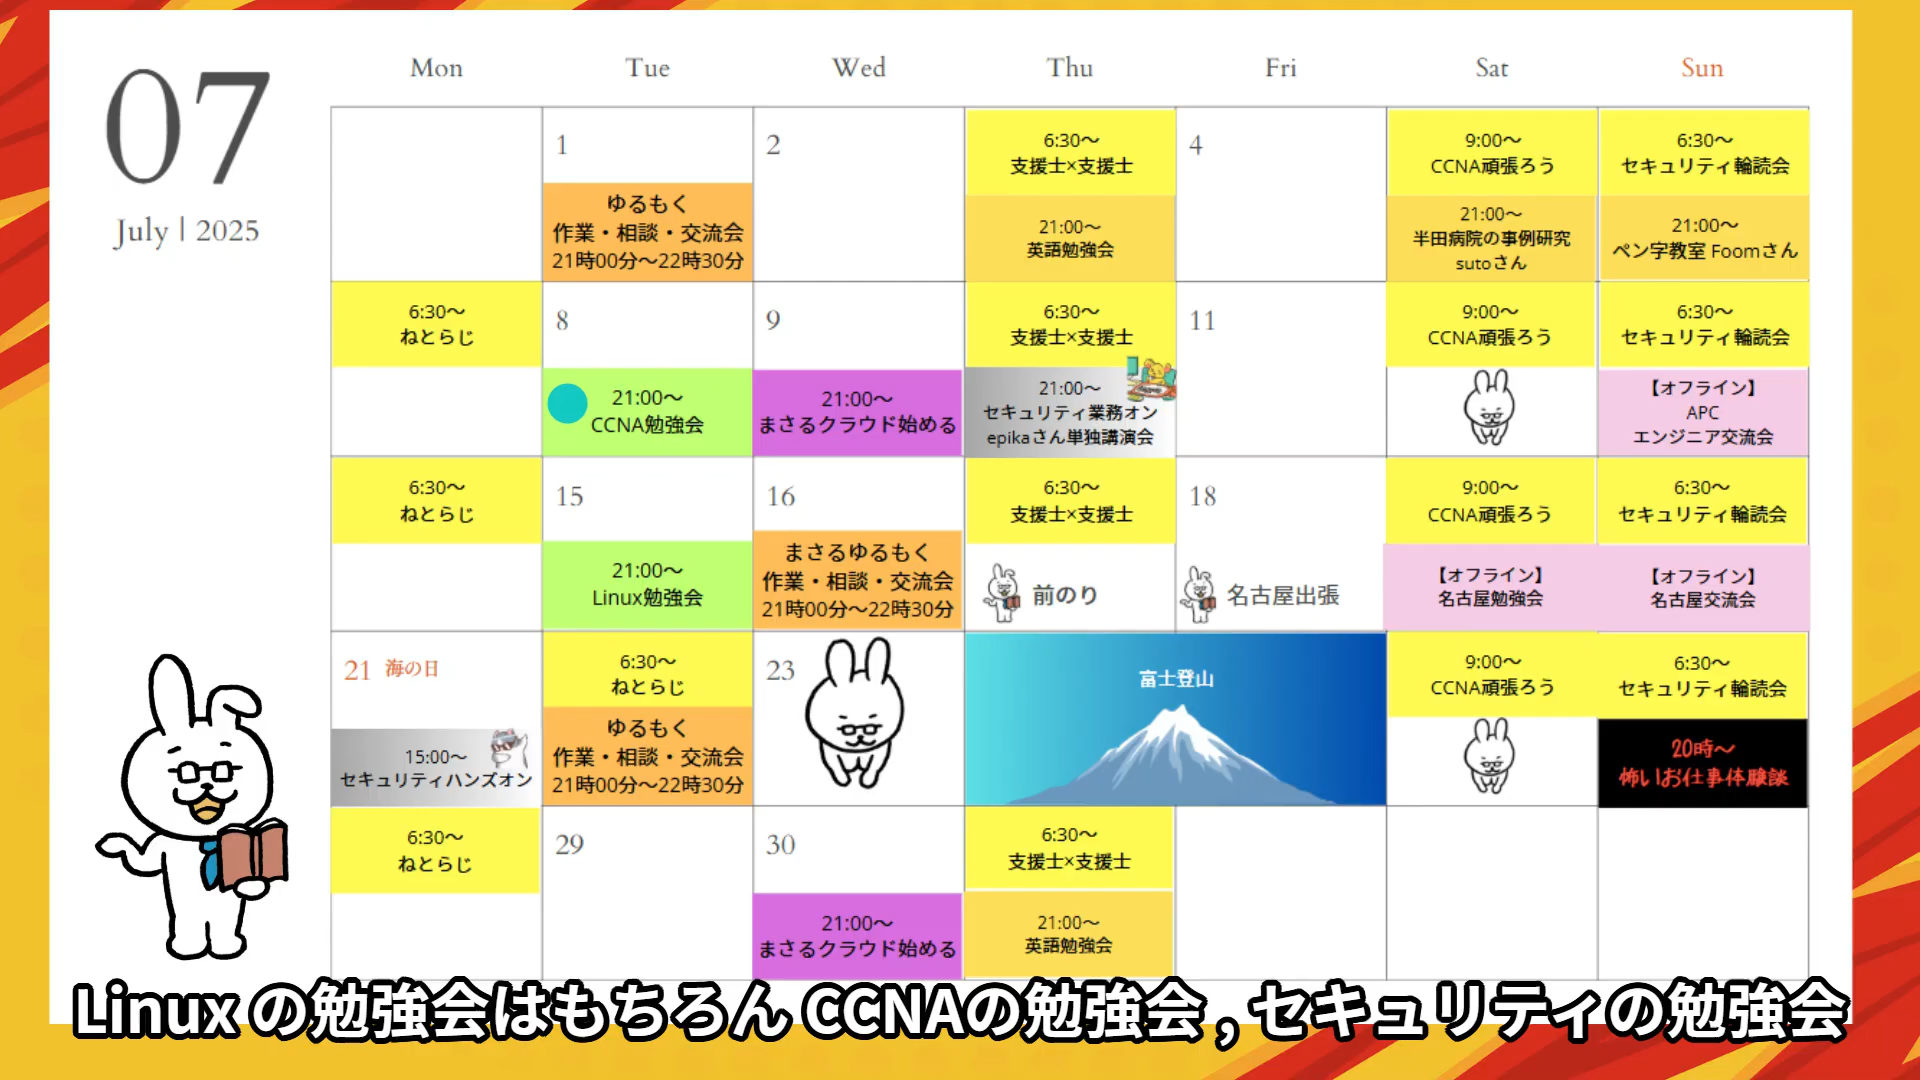 07
July | 2025
Mon Tue Wed Thu Fri Sat Sun
1
ゆるもく
作業・相談・交流会
21時00分〜22時30分
2
6:30〜
支援士×支援士
21:00〜
英語勉強会
4
9:00〜
CCNA頑張ろう
21:00〜
半田病院の事例研究
sutoさん
6:30〜
セキュリティ輪読会
21:00〜
ペン字教室 Foomさん
6:30〜
ねとらじ
8
21:00〜
CCNA勉強会
9
21:00〜
まさるクラウド始める
6:30〜
支援士×支援士
21:00〜
セキュリティ業務オン
epikaさん単独講演会
11
9:00〜
CCNA頑張ろう
6:30〜
セキュリティ輪読会
【オフライン】
APC
エンジニア交流会
6:30〜
ねとらじ
15
21:00〜
Linux勉強会
16
まさるゆるもく
作業・相談・交流会
21時00分〜22時30分
6:30〜
支援士×支援士
前のり
18
名古屋出張
9:00〜
CCNA頑張ろう
【オフライン】
名古屋勉強会
6:30〜
セキュリティ輪読会
【オフライン】
名古屋交流会
21 海の日
15:00〜
セキュリティハンズオン
6:30〜
ねとらじ
ゆるもく
作業・相談・交流会
21時00分〜22時30分
23
富士登山
9:00〜
CCNA頑張ろう
6:30〜
セキュリティ輪読会
20時〜
怖いお仕事体験談
6:30〜
ねとらじ
29
30
21:00〜
まさるクラウド始める
6:30〜
支援士×支援士
21:00〜
英語勉強会
Linux の勉強会はもちろん CCNAの勉強会 , セキュリティの勉強会